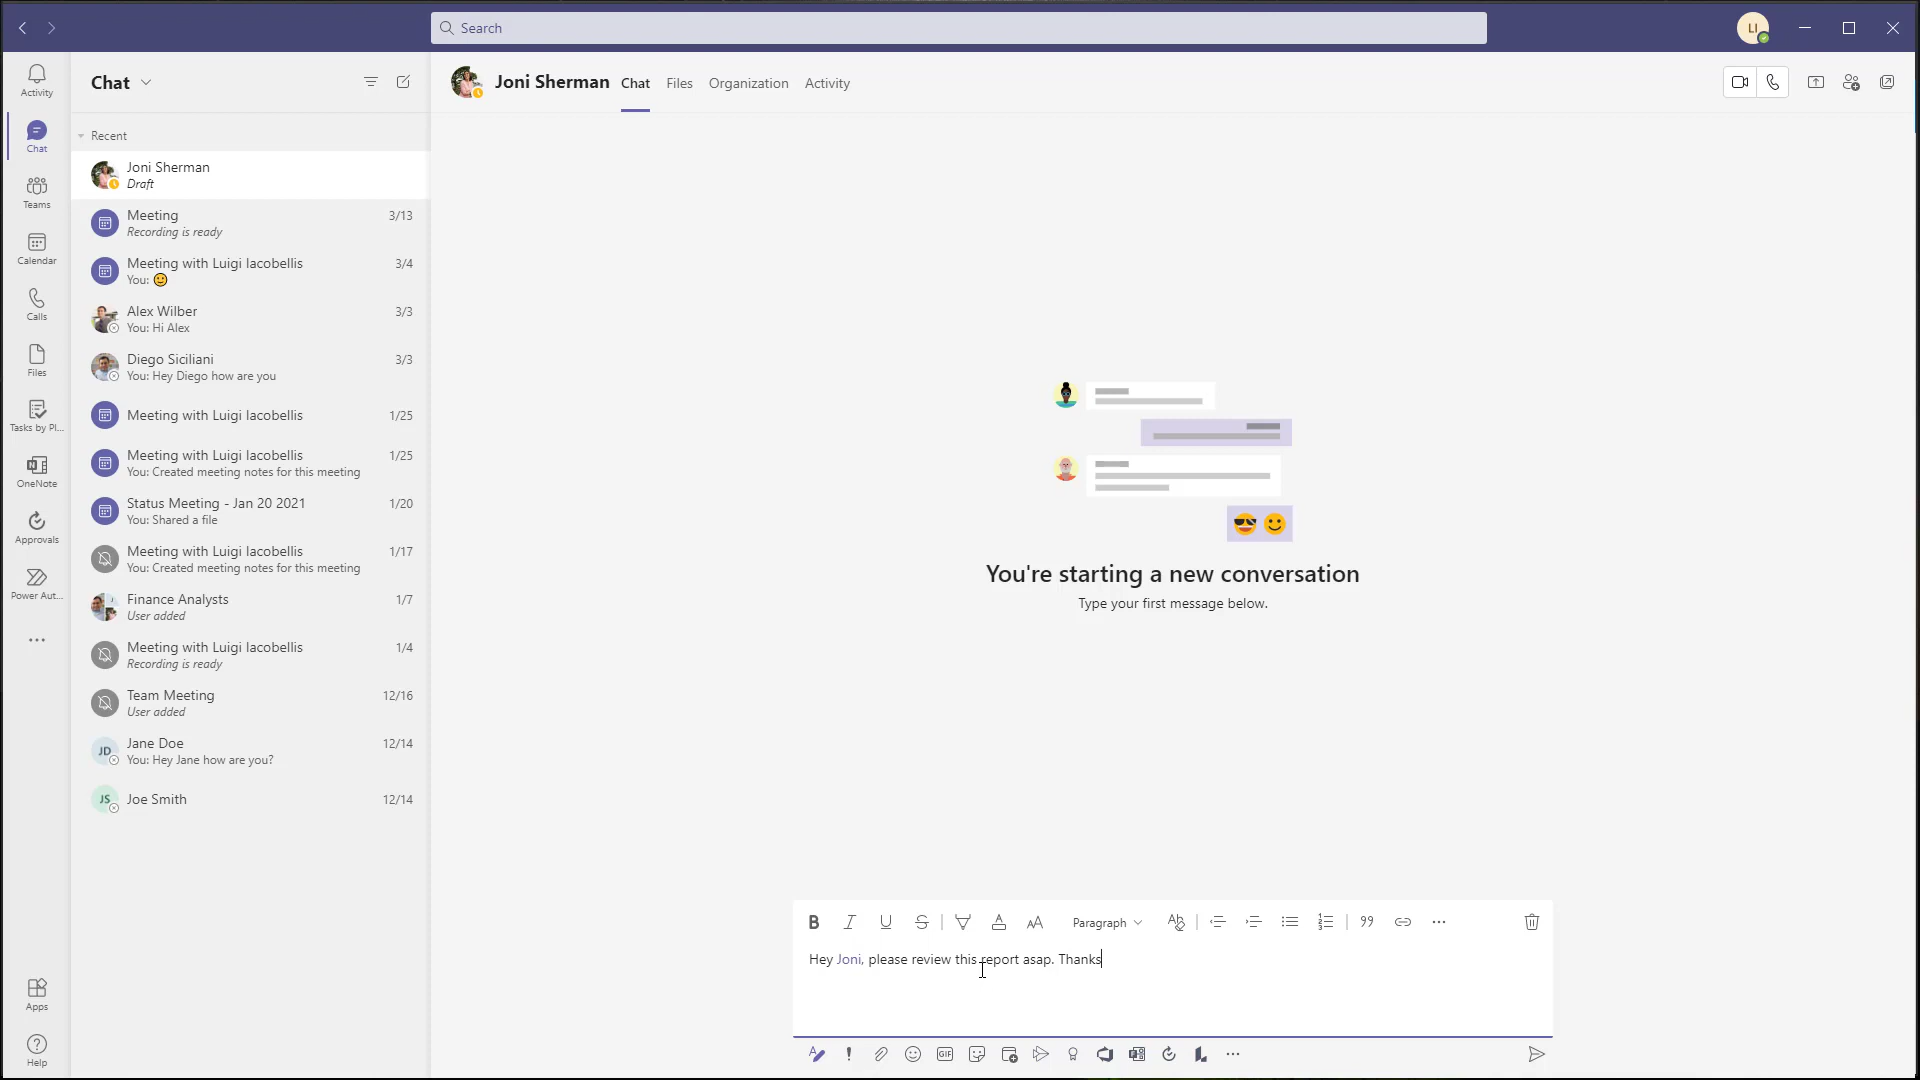 Search
LI
Activity
Chat
Teams
Calendar
Calls
Files
Tasks by Pl...
OneNote
Approvals
Power Aut...
Apps
Help
Chat
Recent
Joni Sherman
Draft
Meeting 3/13
Recording is ready
Meeting with Luigi Iacobellis 3/4
You: 🙂
Alex Wilber 3/3
You: Hi Alex
Diego Siciliani 3/3
You: Hey Diego how are you
Meeting with Luigi Iacobellis 1/25
Meeting with Luigi Iacobellis 1/25
You: Created meeting notes for this meeting
Status Meeting - Jan 20 2021 1/20
You: Shared a file
Meeting with Luigi Iacobellis 1/17
You: Created meeting notes for this meeting
Finance Analysts 1/7
User added
Meeting with Luigi Iacobellis 1/4
Recording is ready
Team Meeting 12/16
User added
JD
Jane Doe 12/14
You: Hey Jane how are you?
JS
Joe Smith 12/14
Joni Sherman Chat Files Organization Activity
You're starting a new conversation
Type your first message below.
B I U S AA Paragraph
Hey Joni, please review this report asap. Thanks
GIF